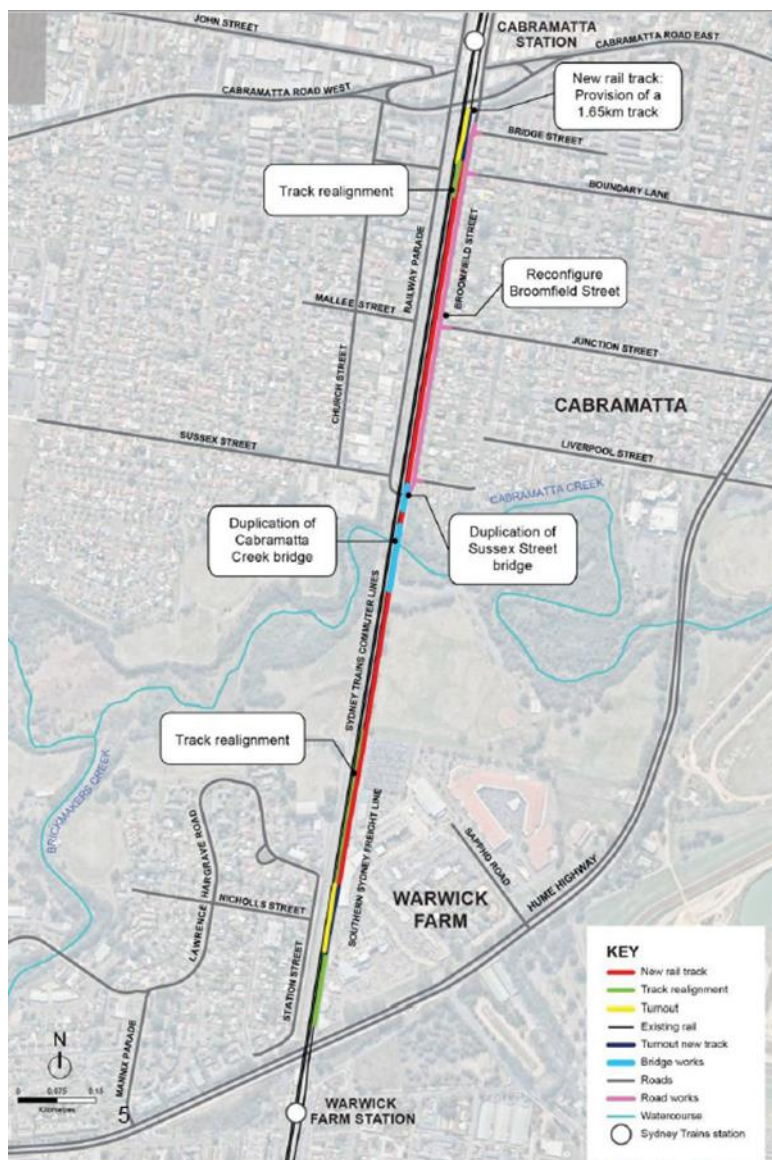 JOHN STREET
CABRAMATTA
STATION
CABRAMATTA ROAD EAST
CABRAMATTA ROAD WEST
New rail track:
Provision of a
1.65km track
BRIDGE STREET
Track realignment
BOUNDARY LANE
BROOMFIELD STREET
RAILWAY PARADE
Reconfigure
Broomfield Street
MALLEE STREET
JUNCTION STREET
CHURCH STREET
CABRAMATTA
SUSSEX STREET
LIVERPOOL STREET
CABRAMATTA CREEK
Duplication of
Cabramatta
Creek bridge
Duplication of
Sussex Street
bridge
SYDNEY TRAINS COMMUTER LINES
Track realignment
BRICKMAKERS CREEK
LAWRENCE HARGRAVE ROAD
SOUTHERN SYDNEY FREIGHT LINE
SAPPHO ROAD
HUME HIGHWAY
NICHOLLS STREET
WARWICK
FARM
STATION STREET
KEY
New rail track
Track realignment
Turnout
Existing rail
Turnout new track
Bridge works
Roads
Road works
Watercourse
Sydney Trains station
N
MANNIX PARADE
0 0.075 0.15
Kilometres
5
WARWICK
FARM STATION